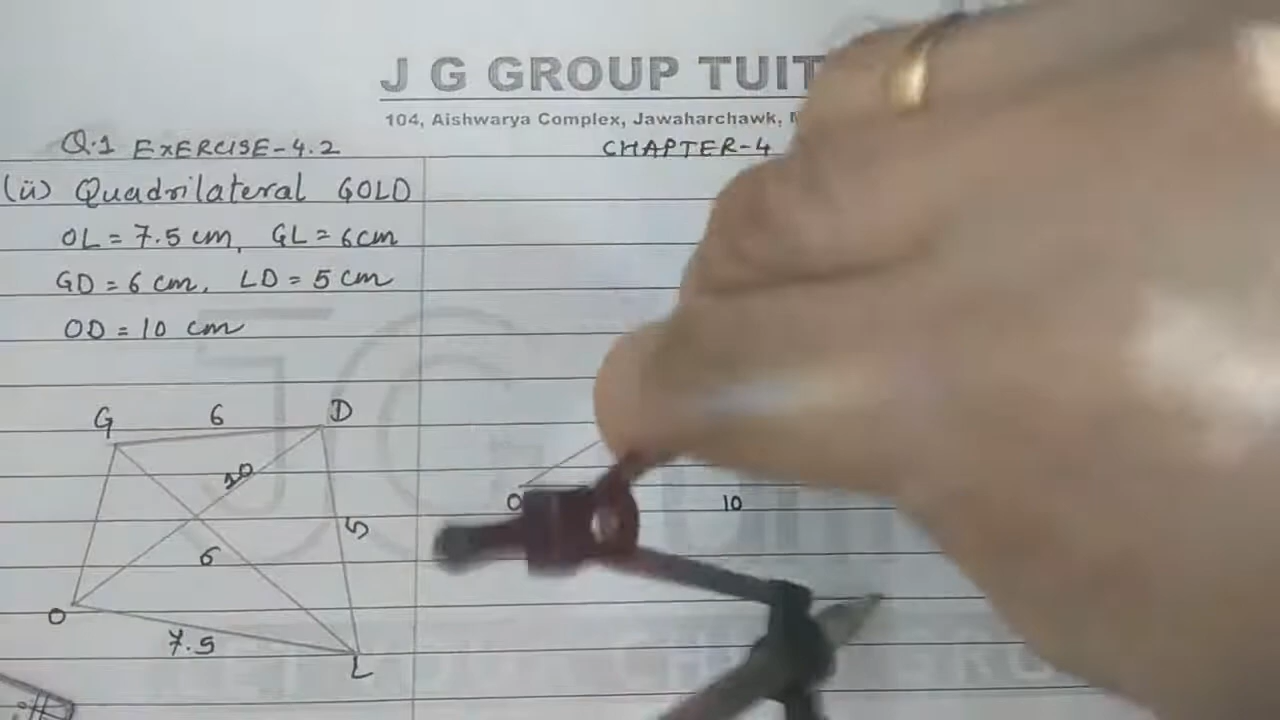 J G GROUP TUIT
104, Aishwarya Complex, Jawaharchawk,
Q.1 EXERCISE-4.2
CHAPTER-4
(ii) Quadrilateral GOLD
OL = 7.5 cm, GL = 6cm
GD = 6 cm, LD = 5 cm
OD = 10 cm
G 6 D
10
5
6
O
7.5
L
O
10